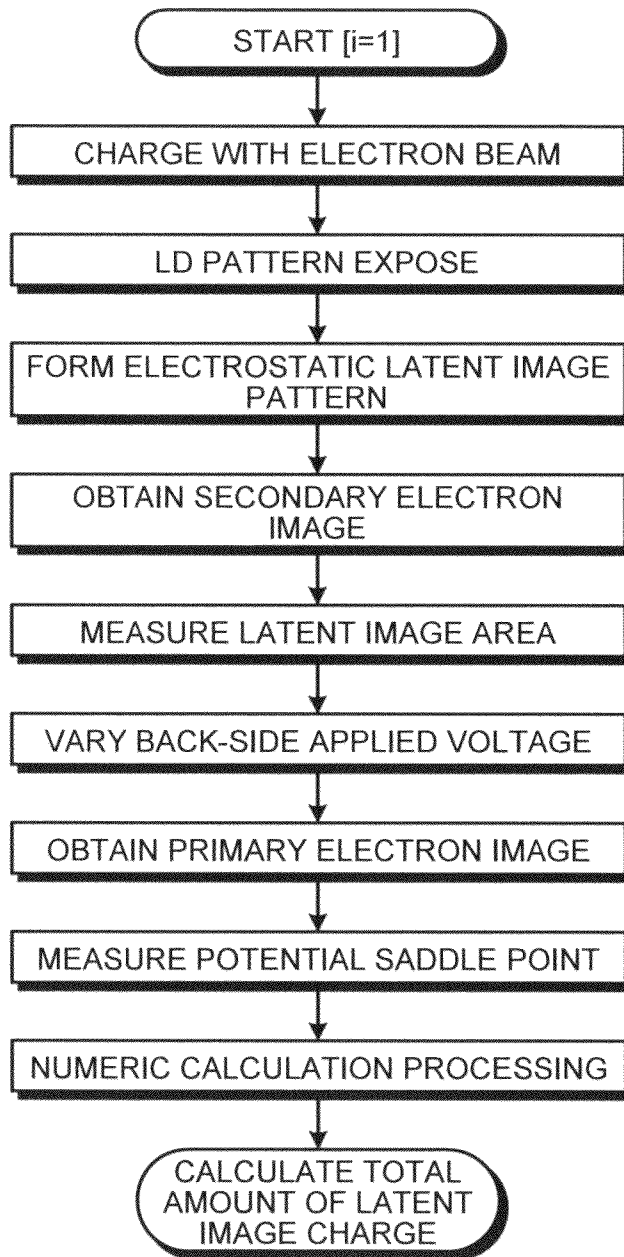 START [i=1]
CHARGE WITH ELECTRON BEAM
LD PATTERN EXPOSE
FORM ELECTROSTATIC LATENT IMAGE
PATTERN
OBTAIN SECONDARY ELECTRON
IMAGE
MEASURE LATENT IMAGE AREA
VARY BACK-SIDE APPLIED VOLTAGE
OBTAIN PRIMARY ELECTRON IMAGE
MEASURE POTENTIAL SADDLE POINT
NUMERIC CALCULATION PROCESSING
CALCULATE TOTAL
AMOUNT OF LATENT
IMAGE CHARGE